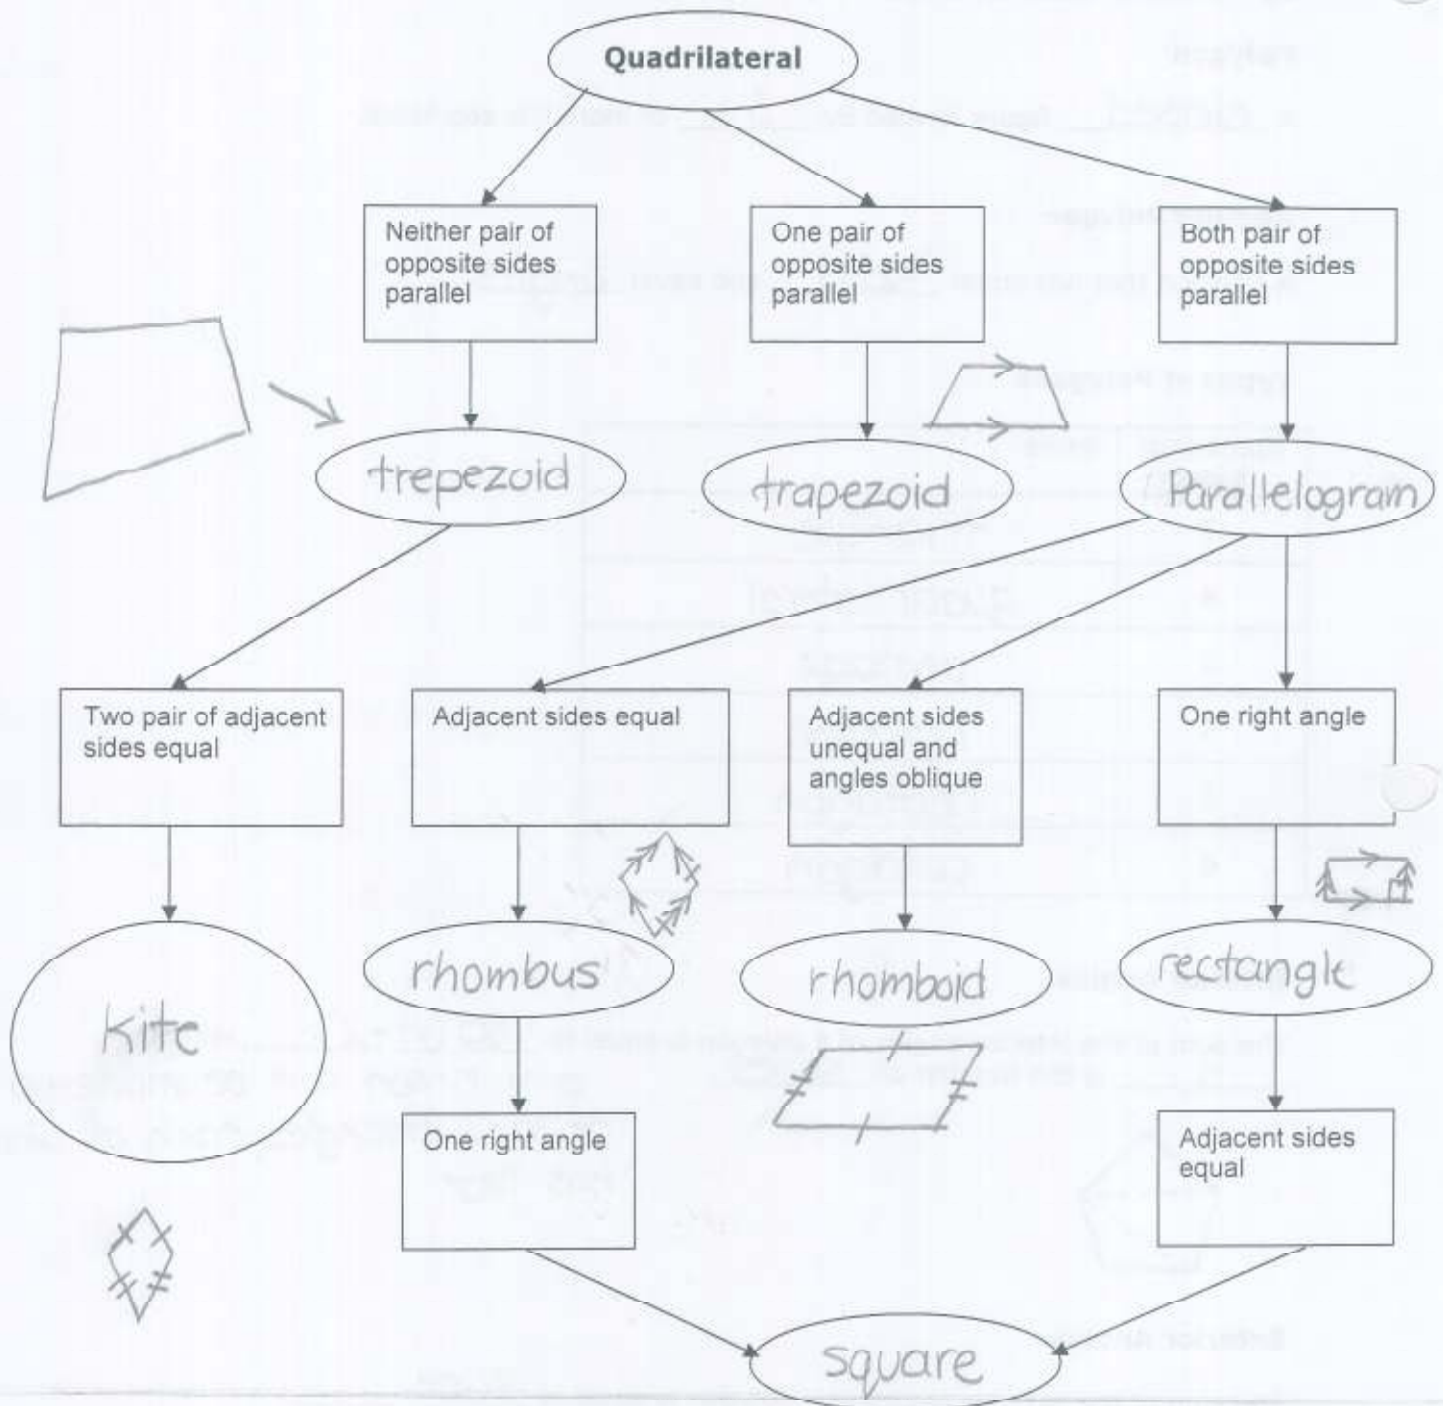 Quadrilateral
Neither pair of
opposite sides
parallel
One pair of
opposite sides
parallel
Both pair of
opposite sides
parallel
trepezoid
trapezoid
Parallelogram
Two pair of adjacent
sides equal
Adjacent sides equal
Adjacent sides
unequal and
angles oblique
One right angle
kite
rhombus
rhomboid
rectangle
One right angle
Adjacent sides
equal
square